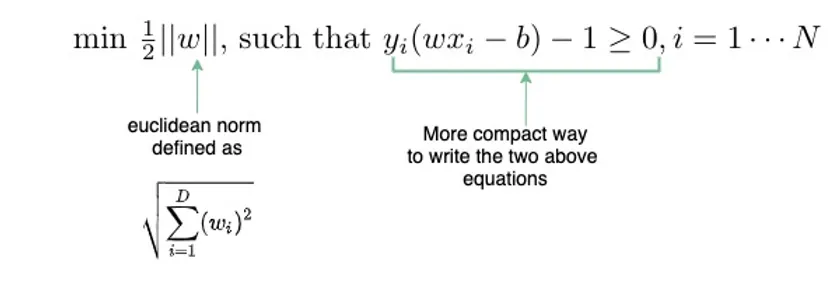 min ½||w||, such that yᵢ(wxᵢ − b) − 1 ≥ 0, i = 1 ⋯ N
euclidean norm
defined as
√(∑ᵢ₌₁ᴰ (wᵢ)²)
More compact way
to write the two above
equations